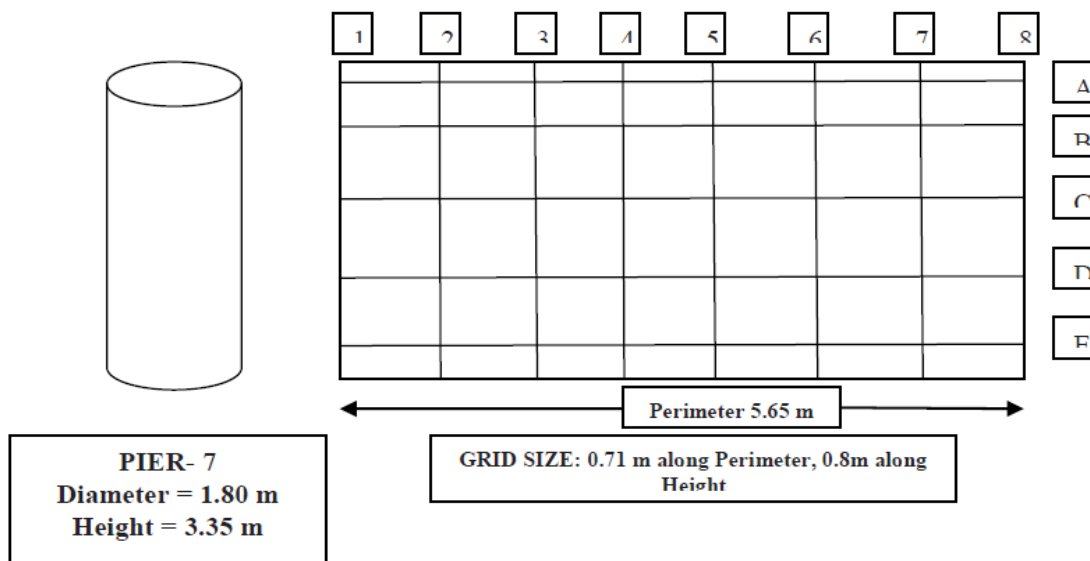 1 2 3 4 5 6 7 8
A
B
C
D
E
Perimeter 5.65 m
PIER- 7
Diameter = 1.80 m
Height = 3.35 m
GRID SIZE: 0.71 m along Perimeter, 0.8m along
Height